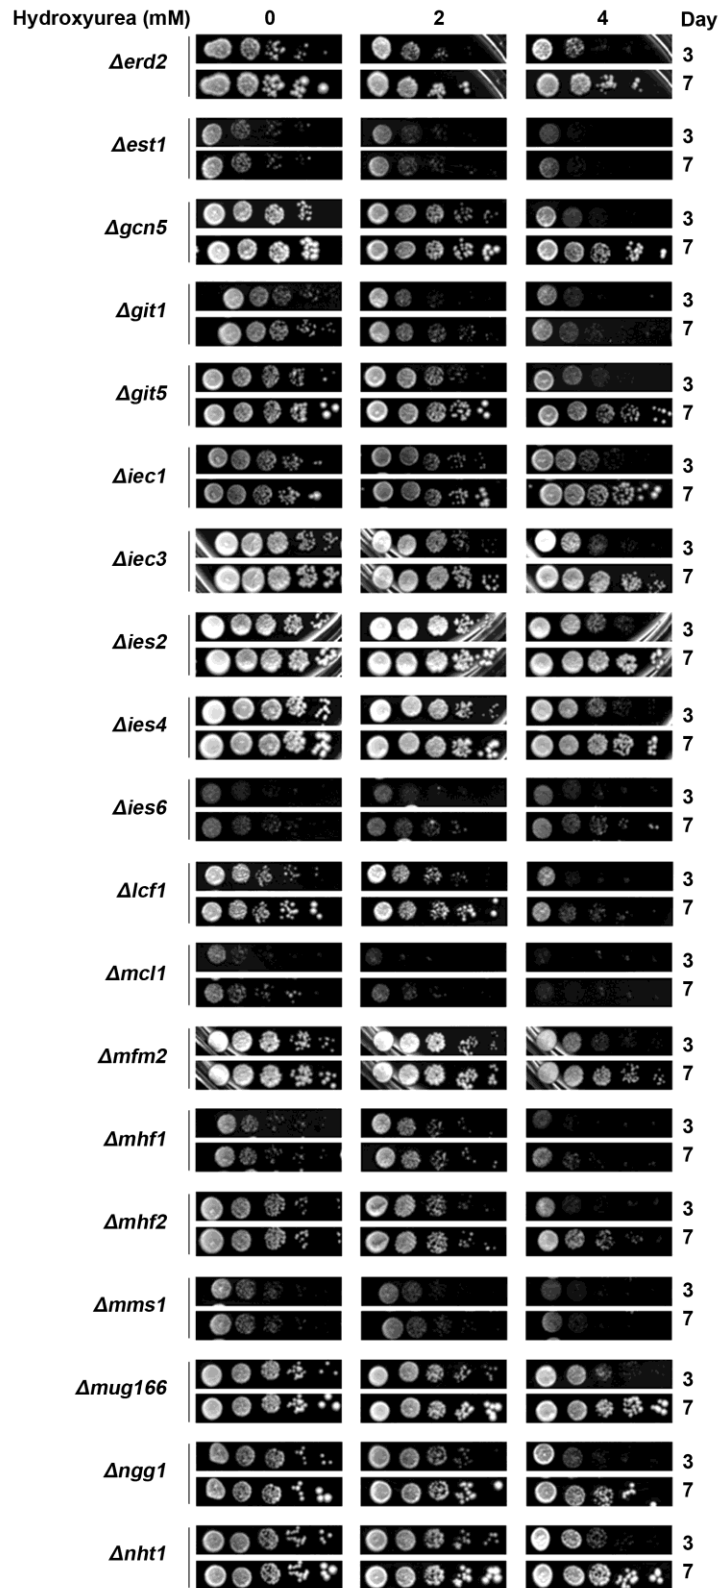 Hydroxyurea (mM) 0 2 4 Day
Δerd2 3
7
Δest1 3
7
Δgcn5 3
7
Δgit1 3
7
Δgit5 3
7
Δiec1 3
7
Δiec3 3
7
Δies2 3
7
Δies4 3
7
Δies6 3
7
Δlcf1 3
7
Δmcl1 3
7
Δmfm2 3
7
Δmhf1 3
7
Δmhf2 3
7
Δmms1 3
7
Δmug166 3
7
Δngg1 3
7
Δnht1 3
7